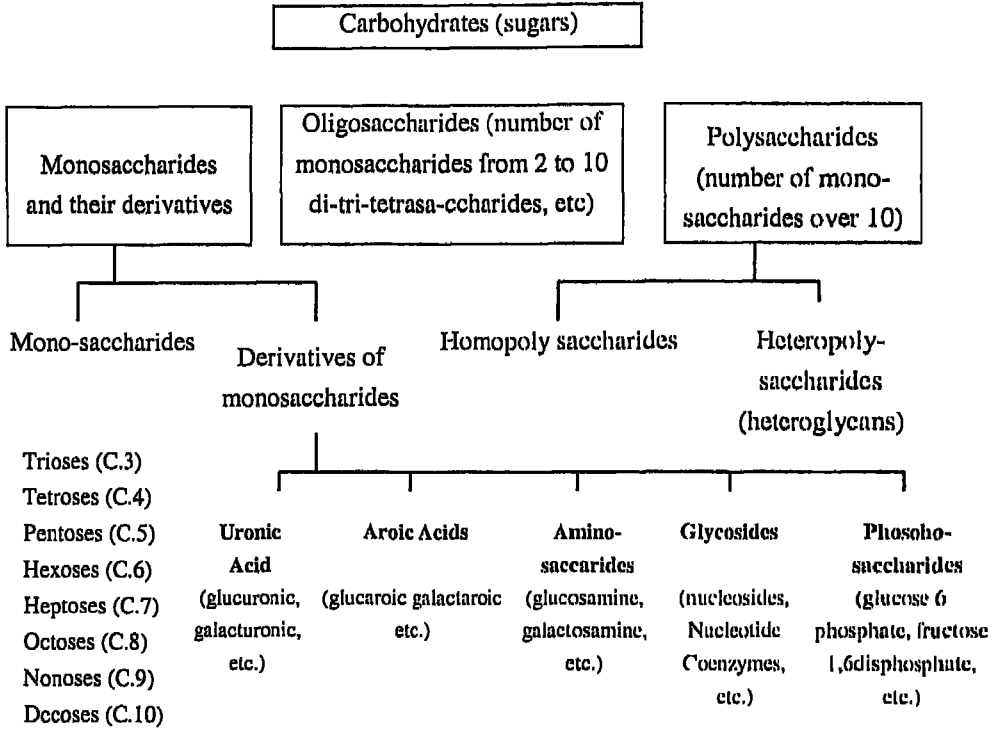 Carbohydrates (sugars)
Monosaccharides
and their derivatives
Oligosaccharides (number of
monosaccharides from 2 to 10
di-tri-tetrasa-ccharides, etc)
Polysaccharides
(number of mono-
saccharides over 10)
Mono-saccharides
Derivatives of
monosaccharides
Homopoly saccharides
Heteropoly-
saccharides
(heteroglycans)
Trioses (C.3)
Tetroses (C.4)
Pentoses (C.5)
Hexoses (C.6)
Heptoses (C.7)
Octoses (C.8)
Nonoses (C.9)
Decoses (C.10)
Uronic
Acid
(glucuronic,
galacturonic,
etc.)
Aroic Acids
(glucaroic galactaroic
etc.)
Amino-
saccarides
(glucosamine,
galactosamine,
etc.)
Glycosides
(nucleosides,
Nucleotide
Coenzymes,
etc.)
Phosoho-
saccharides
(glucose 6
phosphate, fructose
1,6disphosphate,
etc.)